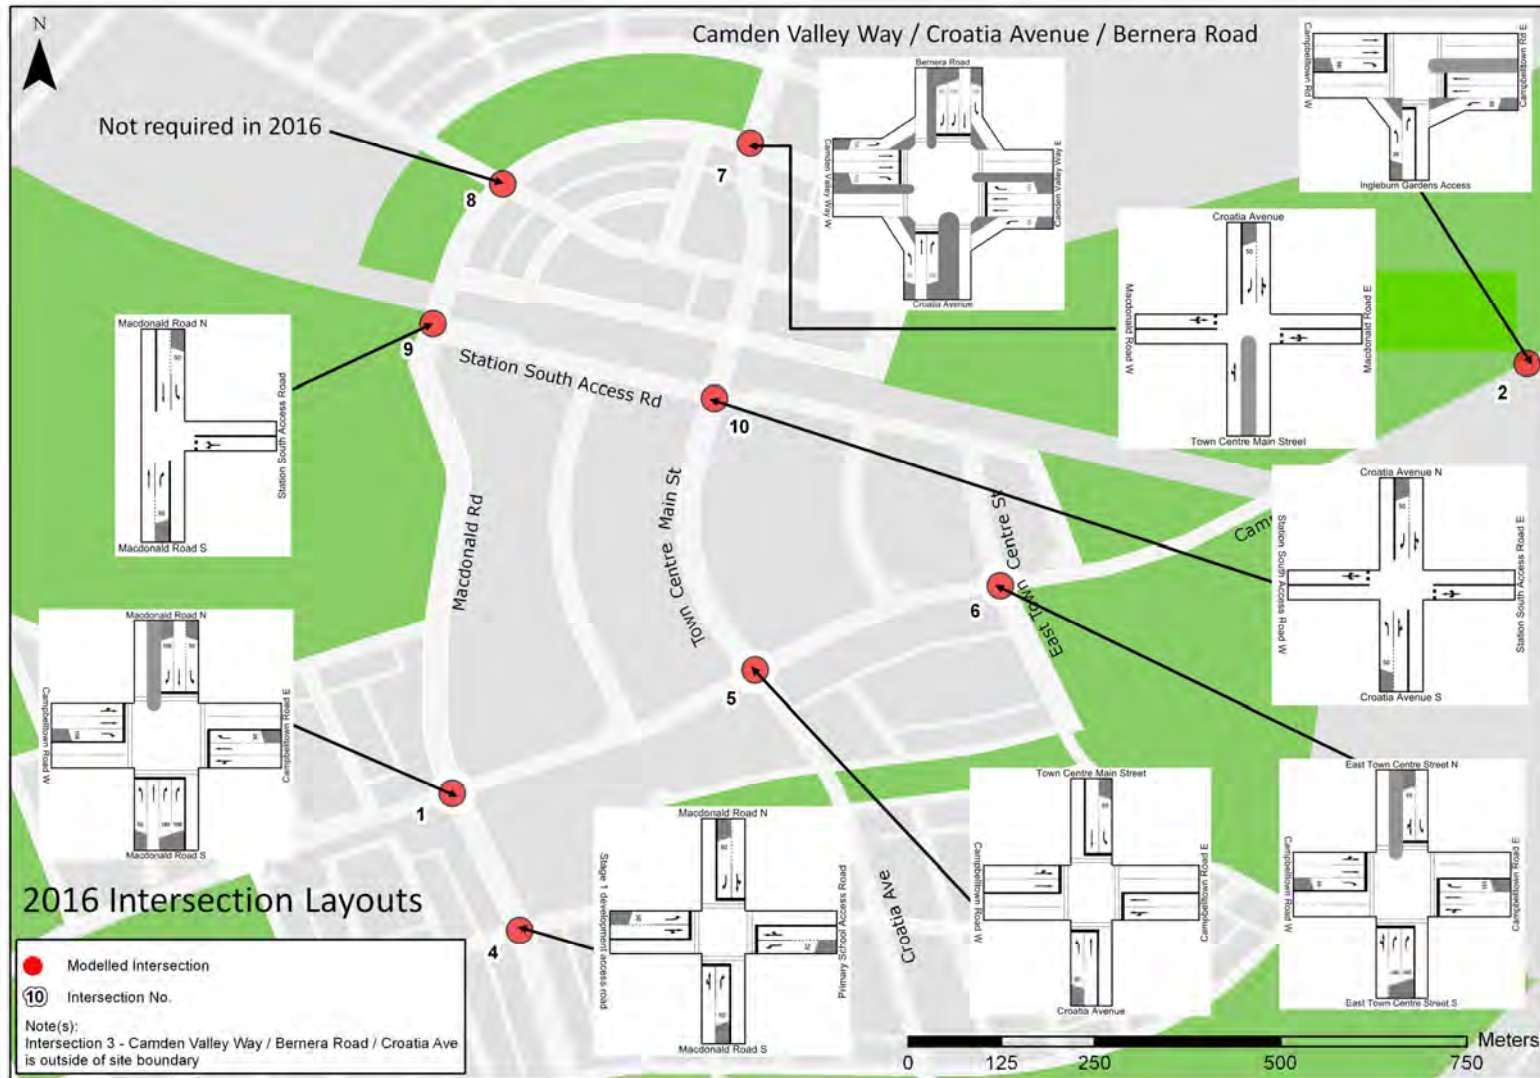 N
Camden Valley Way / Croatia Avenue / Bernera Road
Not required in 2016
8
7
9
10
2
6
5
1
4
Station South Access Rd
Macdonald Rd
Town Centre Main St
East Town Centre St
Croatia Ave
Bernera Road
Camden Valley Way W
Camden Valley Way E
Croatia Avenue
Campbelltown Rd W
Campbelltown Rd E
Ingleburn Gardens Access
Croatia Avenue
50
Macdonald Road W
Macdonald Road E
Town Centre Main Street
Macdonald Road N
50
Station South Access Road
50
Macdonald Road S
Croatia Avenue N
50
Station South Access Road W
Station South Access Road E
50
Croatia Avenue S
Macdonald Road N
Campbelltown Road W
Campbelltown Road E
Macdonald Road S
Macdonald Road N
Stage 1 development access road
Primary School Access Road
Macdonald Road S
Town Centre Main Street
Campbelltown Road W
Campbelltown Road E
Croatia Avenue
East Town Centre Street N
Campbelltown Road W
Campbelltown Road E
East Town Centre Street S
2016 Intersection Layouts
Modelled Intersection
10 Intersection No.
Note(s):
Intersection 3 - Camden Valley Way / Bernera Road / Croatia Ave
is outside of site boundary
Meters
0 125 250 500 750